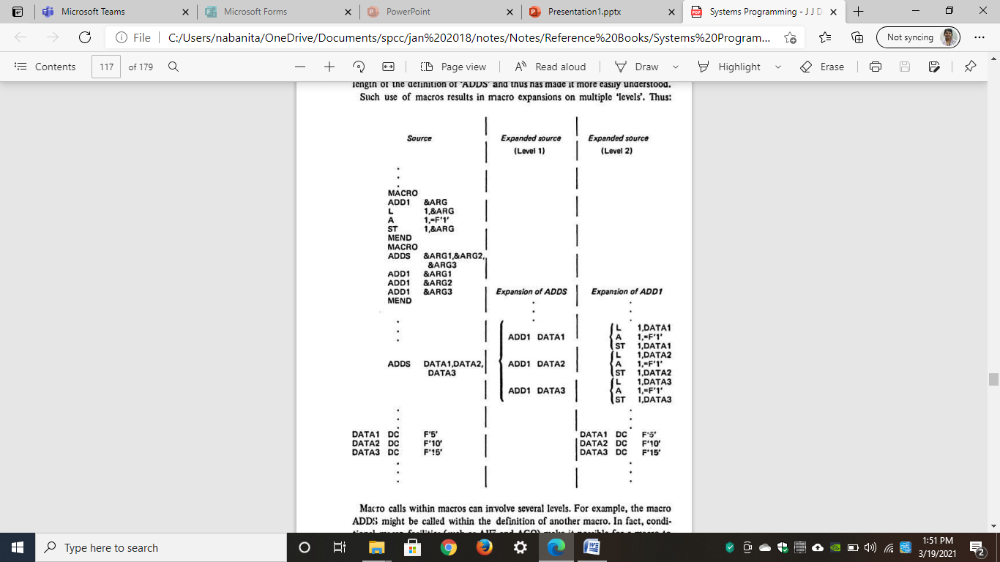 Microsoft Teams
Microsoft Forms
PowerPoint
Presentation1.pptx
Systems Programming - J J D
File
C:/Users/nabanita/OneDrive/Documents/spcc/jan%202018/notes/Notes/Reference%20Books/Systems%20Program...
Not syncing
Contents
117
of 179
Page view
Read aloud
Draw
Highlight
Erase
length of the definition of 'ADDS' and thus has made it more easily understood.
Such use of macros results in macro expansions on multiple 'levels'. Thus:
Source
Expanded source
(Level 1)
Expanded source
(Level 2)
MACRO
ADD1 &ARG
L 1,&ARG
A 1,=F'1'
ST 1,&ARG
MEND
MACRO
ADDS &ARG1,&ARG2,
&ARG3
ADD1 &ARG1
ADD1 &ARG2
ADD1 &ARG3
MEND
ADDS DATA1,DATA2,
DATA3
DATA1 DC F'5'
DATA2 DC F'10'
DATA3 DC F'15'
Expansion of ADDS
ADD1 DATA1
ADD1 DATA2
ADD1 DATA3
Expansion of ADD1
L 1,DATA1
A 1,=F'1'
ST 1,DATA1
L 1,DATA2
A 1,=F'1'
ST 1,DATA2
L 1,DATA3
A 1,=F'1'
ST 1,DATA3
DATA1 DC F'5'
DATA2 DC F'10'
DATA3 DC F'15'
Macro calls within macros can involve several levels. For example, the macro
ADDS might be called within the definition of another macro. In fact, condi-
Type here to search
1:51 PM
3/19/2021
2